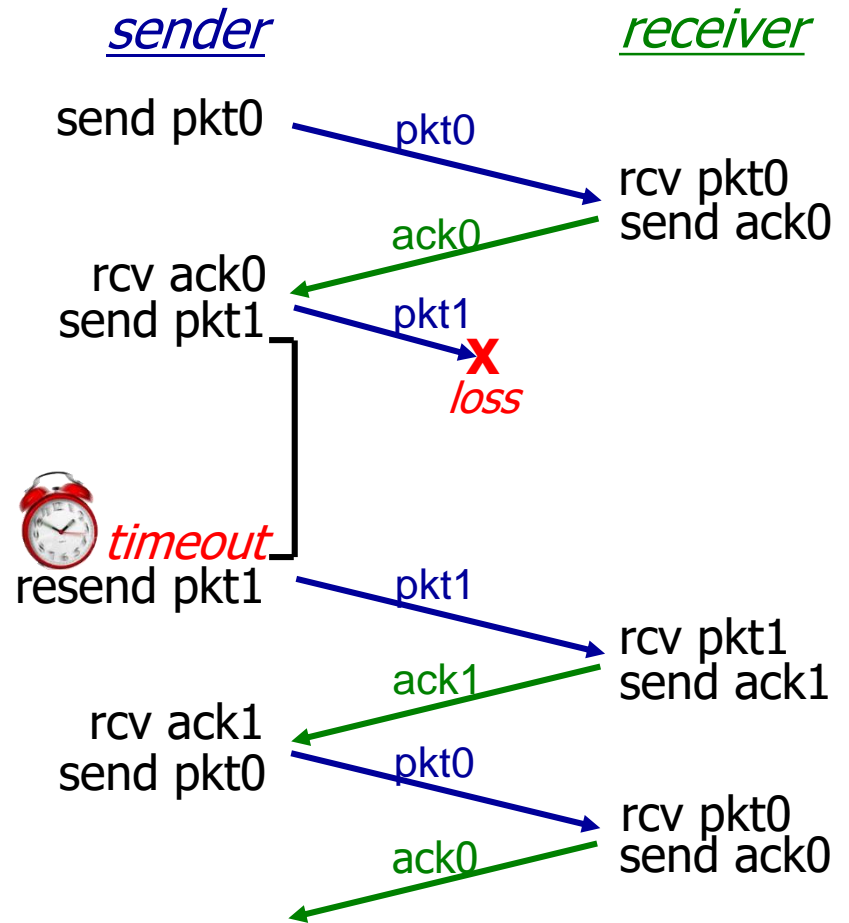 sender
receiver
send pkt0
pkt0
rcv pkt0
send ack0
ack0
rcv ack0
send pkt1
pkt1
X
loss
timeout
resend pkt1
pkt1
rcv pkt1
send ack1
ack1
rcv ack1
send pkt0
pkt0
rcv pkt0
send ack0
ack0